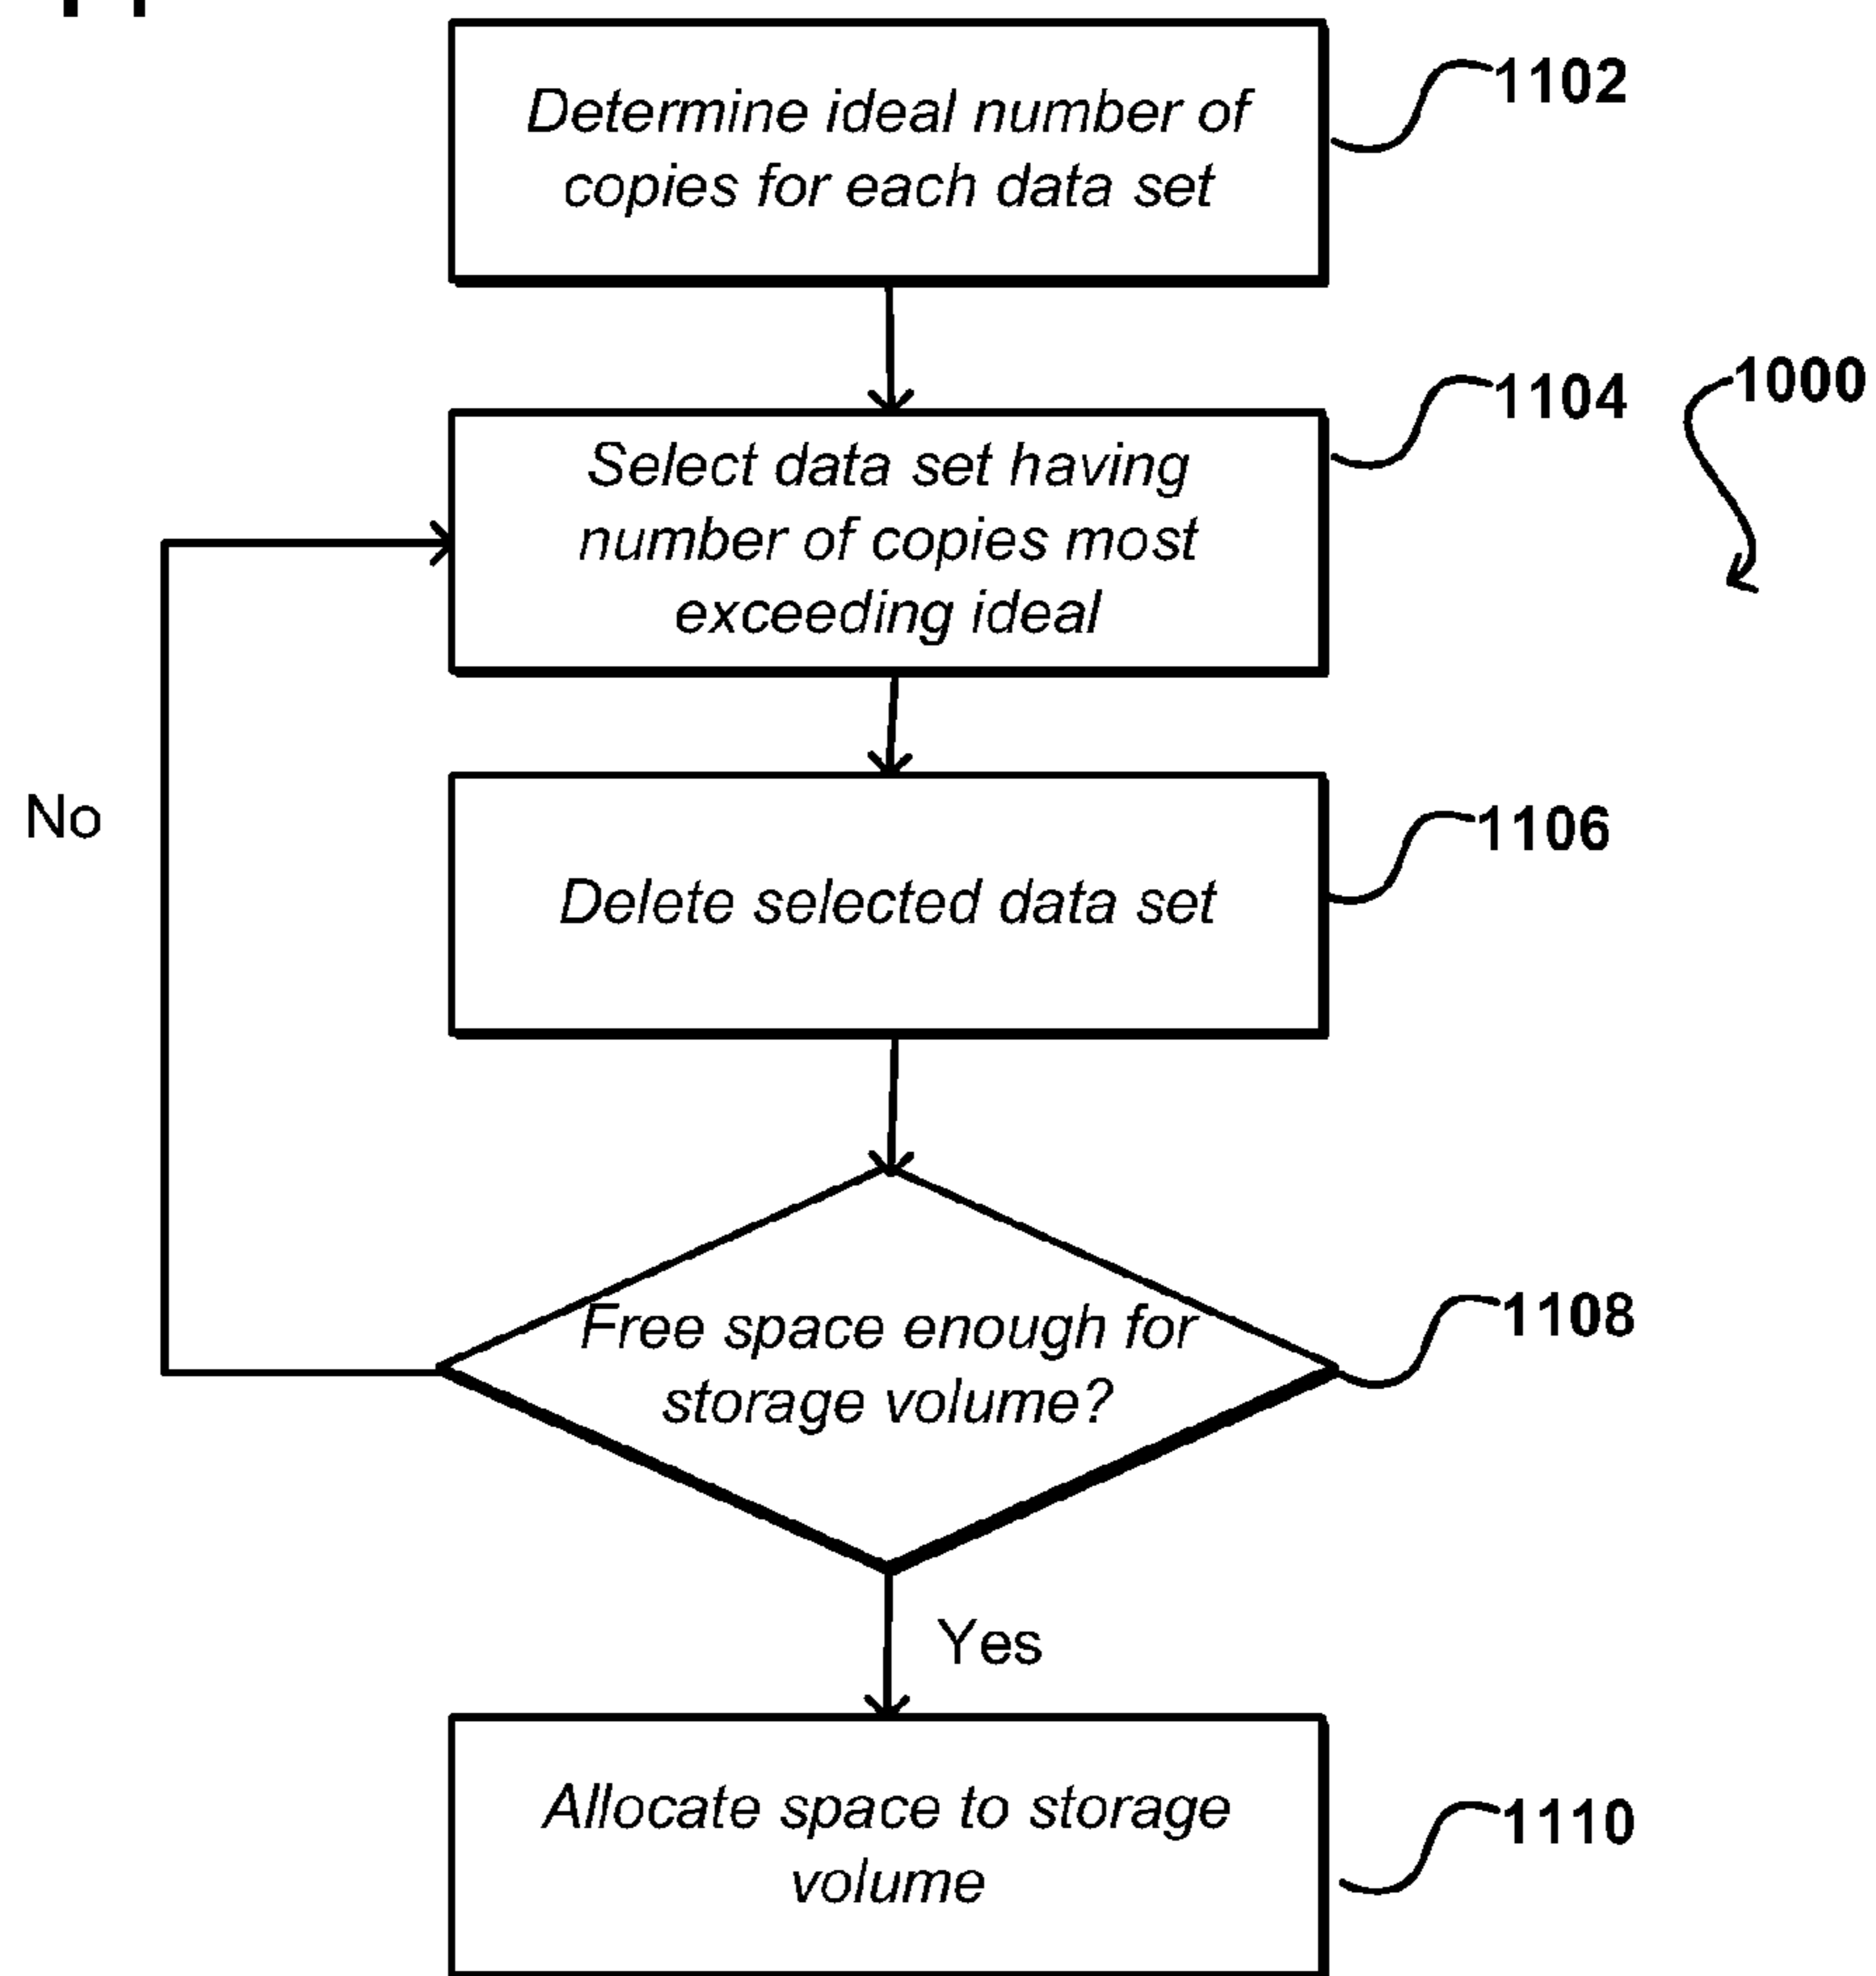 Determine ideal number of
copies for each data set
1102
Select data set having
number of copies most
exceeding ideal
1104
1000
No
Delete selected data set
1106
Free space enough for
storage volume?
1108
Yes
Allocate space to storage
volume
1110